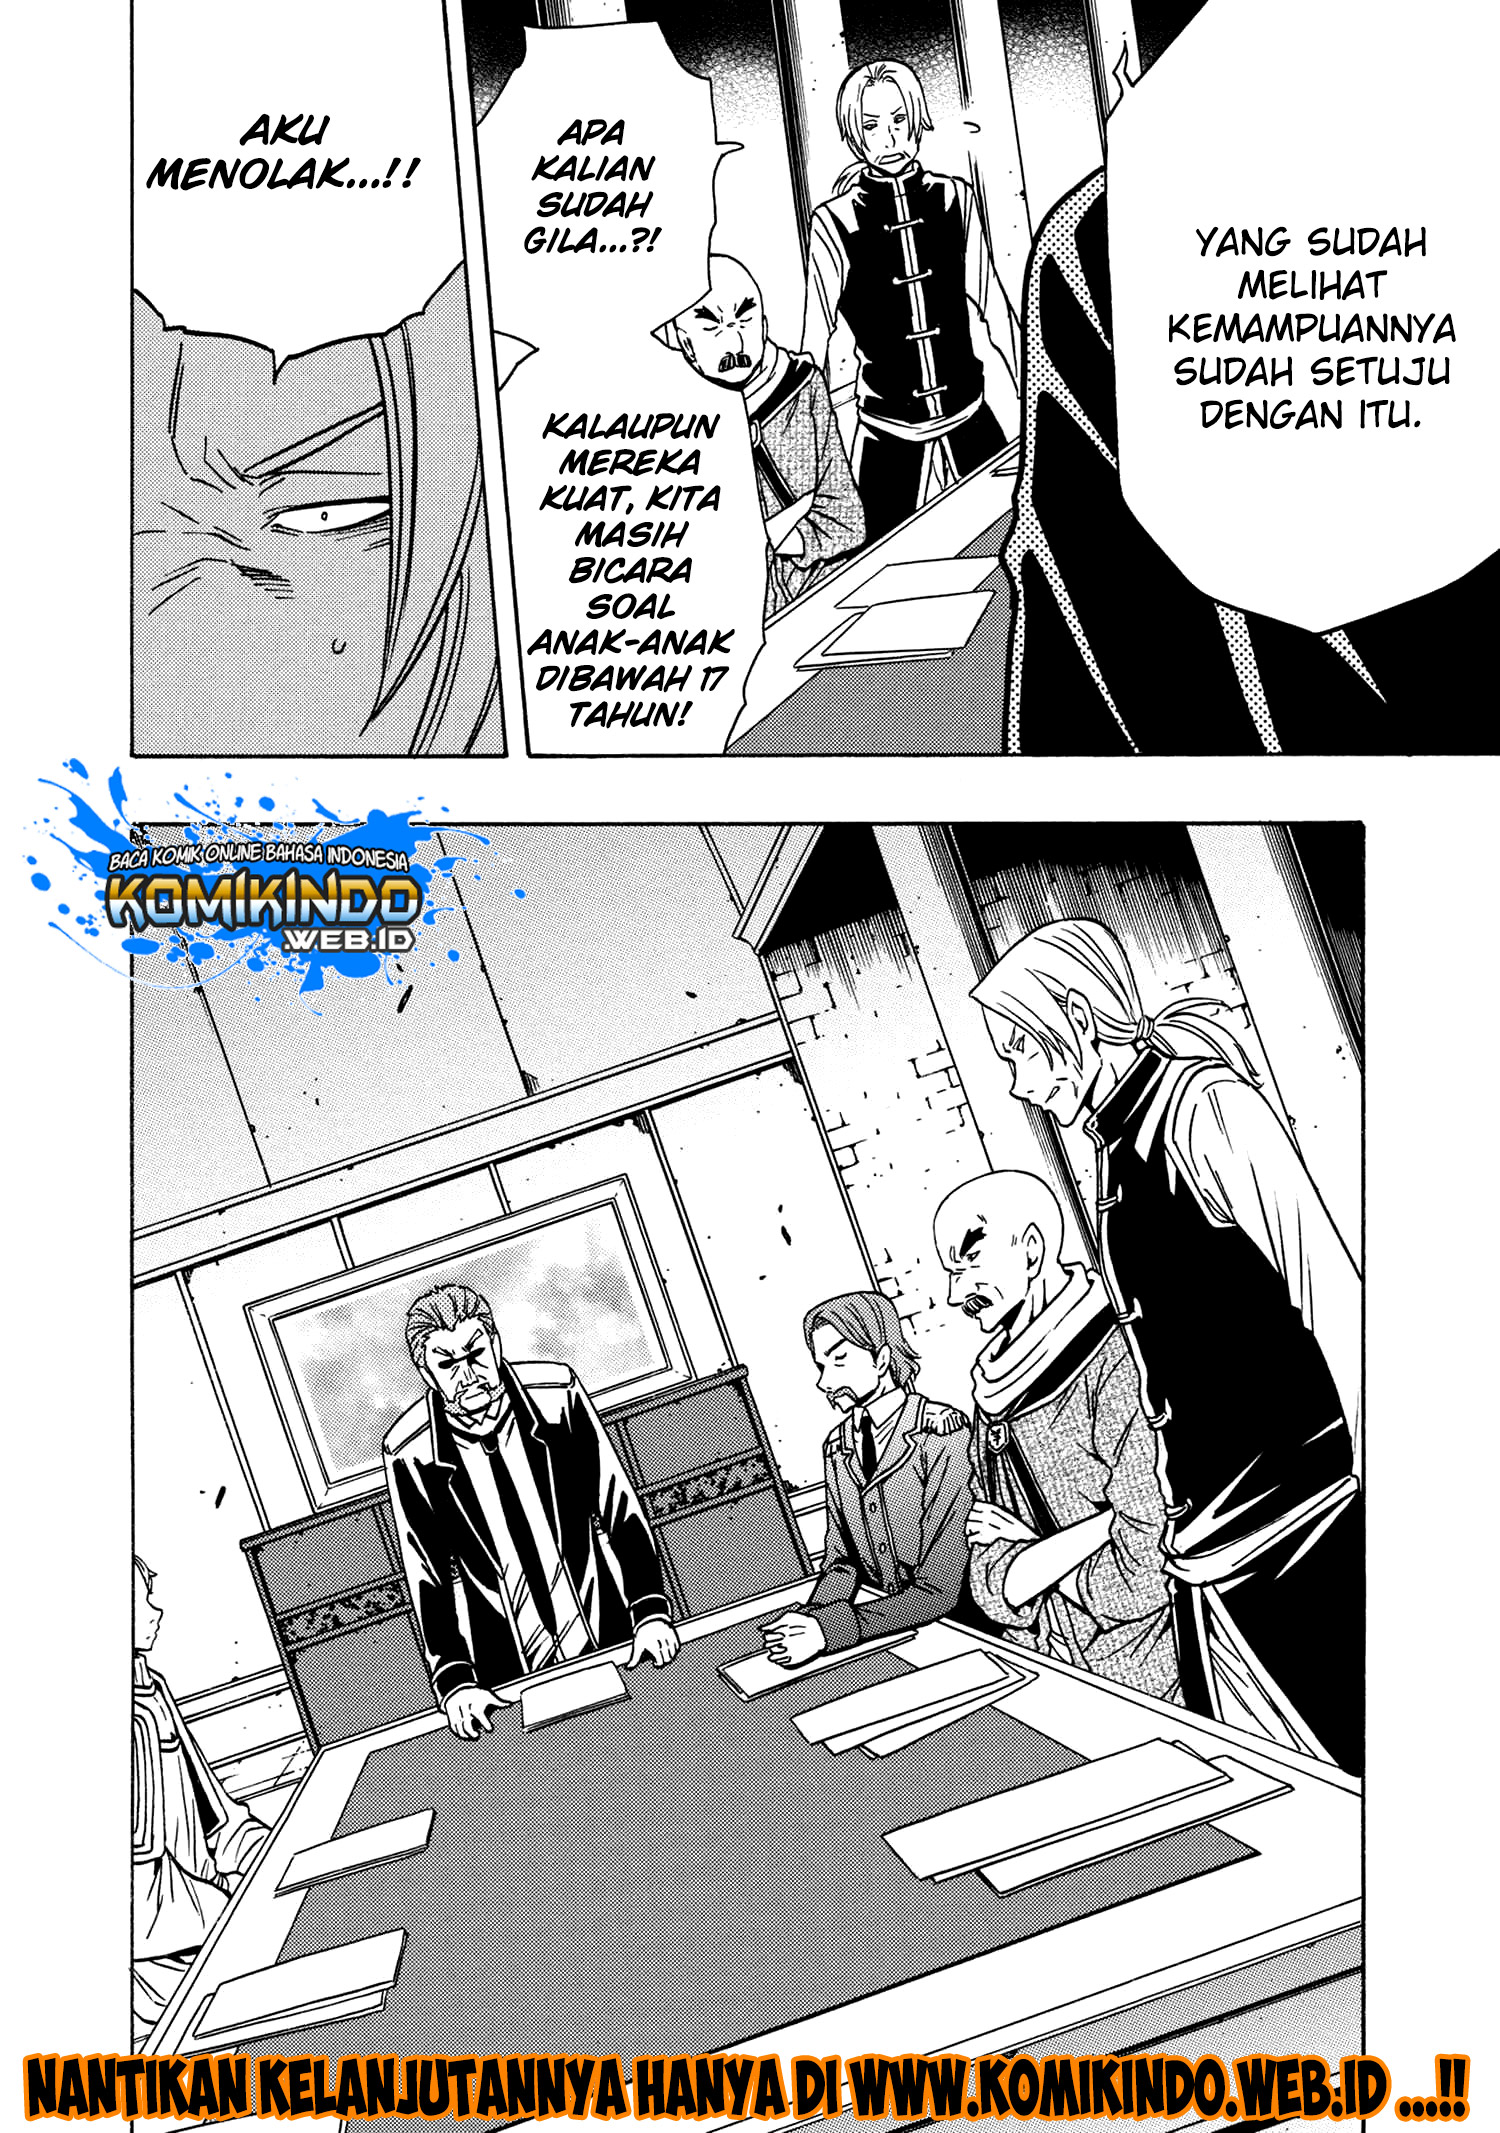 YANG SUDAH
MELIHAT
KEMAMPUANNYA
SUDAH SETUJU
DENGAN ITU.
APA
KALIAN
SUDAH
GILA...?!
KALAUPUN
MEREKA
KUAT, KITA
MASIH
BICARA
SOAL
ANAK-ANAK
DIBAWAH 17
TAHUN!
AKU
MENOLAK...!!
BACA KOMIK ONLINE BAHASA INDONESIA
KOMIKINDO
.WEB.ID
NANTIKAN KELANJUTANNYA HANYA DI WWW.KOMIKINDO.WEB.ID ...!!